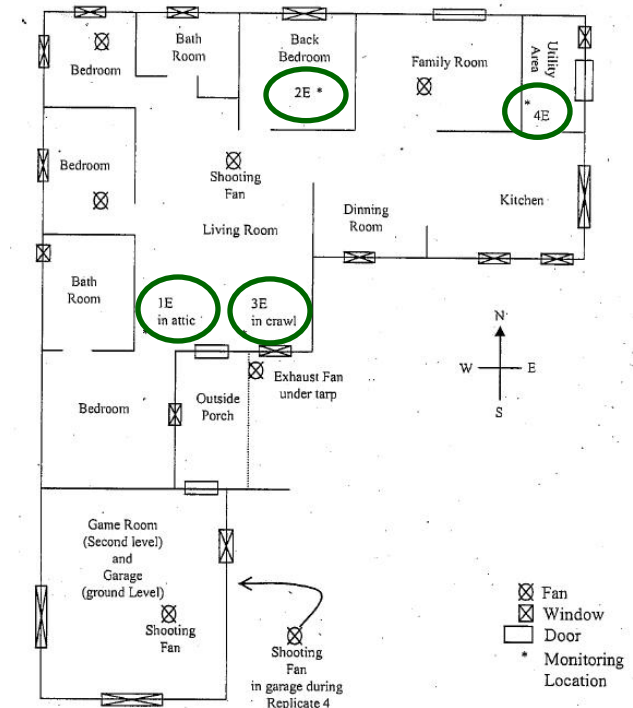 Bedroom
Bath
Room
Back
Bedroom
2E *
Family Room
Utility
Area
*
4E
Bedroom
Shooting
Fan
Living Room
Dinning
Room
Kitchen
Bath
Room
1E
in attic
*
3E
in crawl
*
N
W
E
S
Bedroom
Outside
Porch
Exhaust Fan
under tarp
Game Room
(Second level)
and
Garage
(ground Level)
Shooting
Fan
Shooting
Fan
in garage during
Replicate 4
Fan
Window
Door
* Monitoring
Location